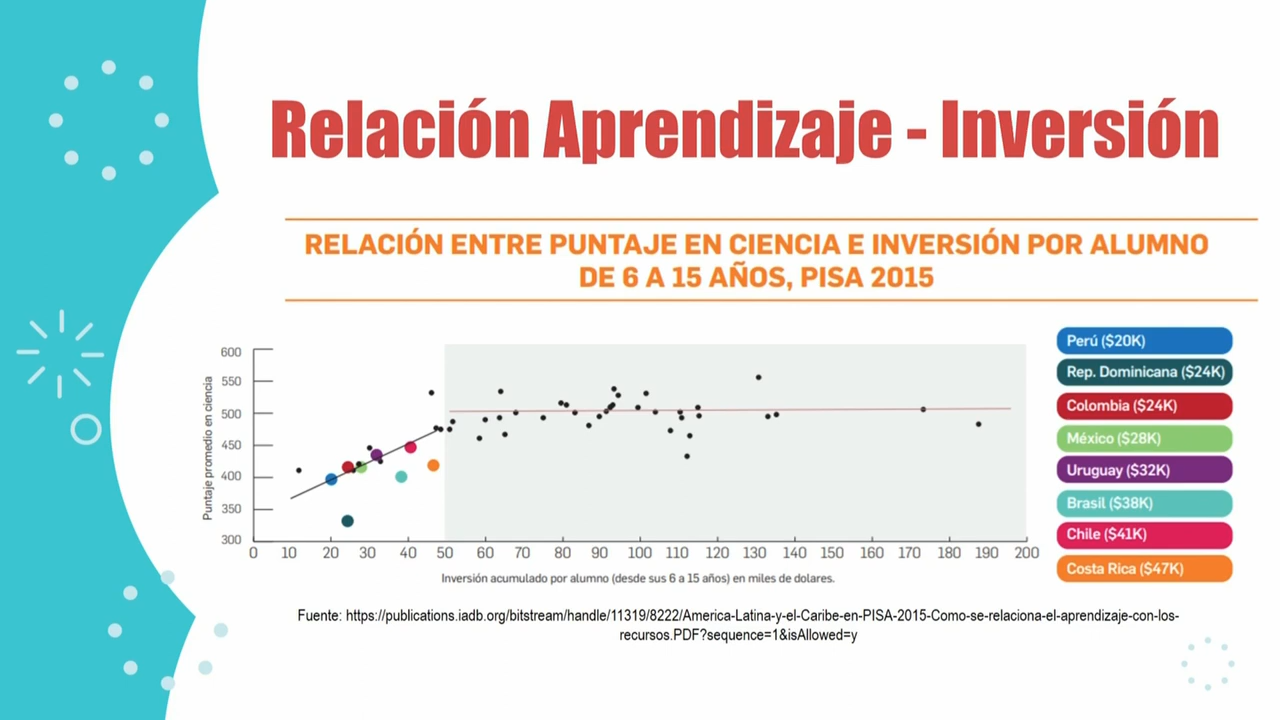 Relación Aprendizaje - Inversión
RELACIÓN ENTRE PUNTAJE EN CIENCIA E INVERSIÓN POR ALUMNO
DE 6 A 15 AÑOS, PISA 2015
Puntaje promedio en ciencia
600
550
500
450
400
350
300
0 10 20 30 40 50 60 70 80 90 100 110 120 130 140 150 160 170 180 190 200
Inversión acumulado por alumno (desde sus 6 a 15 años) en miles de dolares.
Perú ($20K)
Rep. Dominicana ($24K)
Colombia ($24K)
México ($28K)
Uruguay ($32K)
Brasil ($38K)
Chile ($41K)
Costa Rica ($47K)
Fuente: https://publications.iadb.org/bitstream/handle/11319/8222/America-Latina-y-el-Caribe-en-PISA-2015-Como-se-relaciona-el-aprendizaje-con-los-
recursos.PDF?sequence=1&isAllowed=y